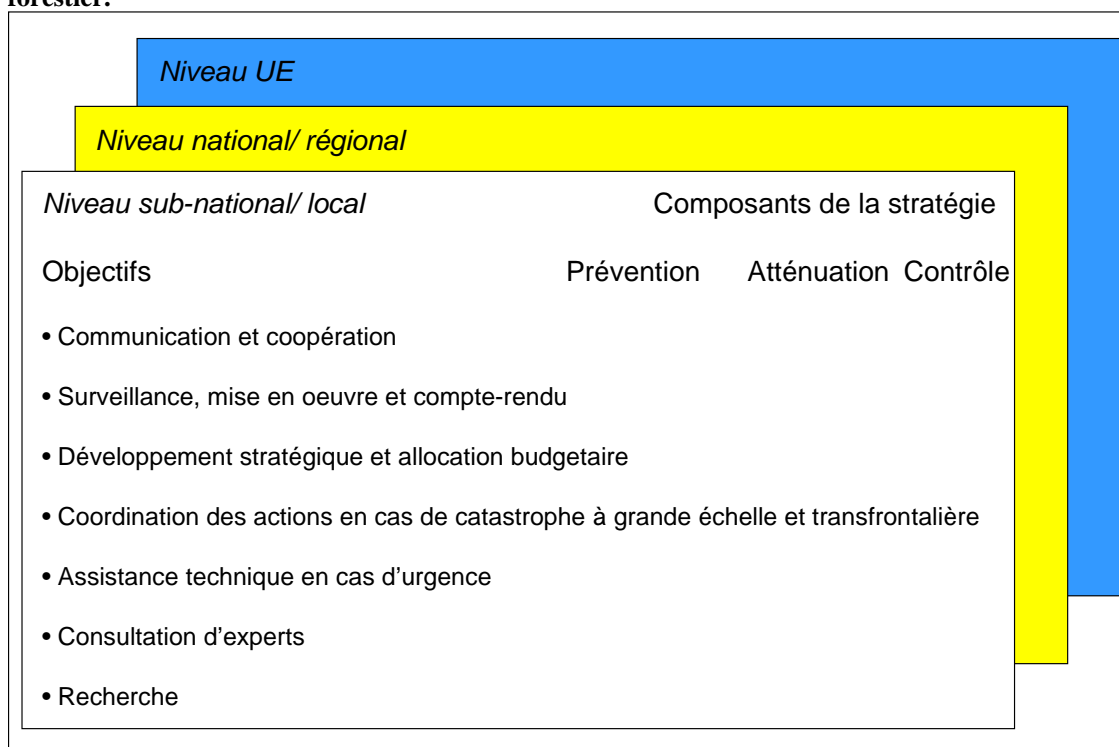 forestier.
Niveau UE
Niveau national/ régional
Niveau sub-national/ local Composants de la stratégie
Objectifs Prévention Atténuation Contrôle
• Communication et coopération
• Surveillance, mise en oeuvre et compte-rendu
• Développement stratégique et allocation budgetaire
• Coordination des actions en cas de catastrophe à grande échelle et transfrontalière
• Assistance technique en cas d'urgence
• Consultation d'experts
• Recherche